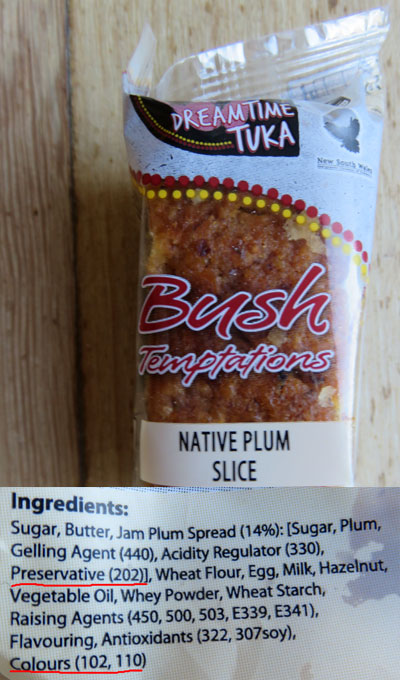 DREAMTIME
TUKA
New South Wales
Bush
Temptations
NATIVE PLUM
SLICE
Ingredients:
Sugar, Butter, Jam Plum Spread (14%): [Sugar, Plum,
Gelling Agent (440), Acidity Regulator (330),
Preservative (202)], Wheat Flour, Egg, Milk, Hazelnut,
Vegetable Oil, Whey Powder, Wheat Starch,
Raising Agents (450, 500, 503, E339, E341),
Flavouring, Antioxidants (322, 307soy),
Colours (102, 110)